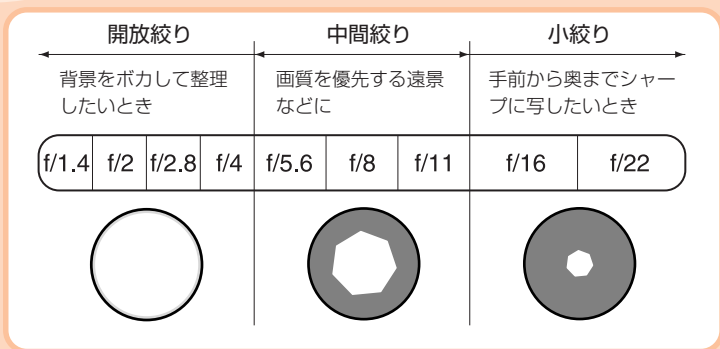 開放絞り
中間絞り
小絞り
背景をボカして整理
したいとき
画質を優先する遠景
などに
手前から奥までシャー
プに写したいとき
f/1.4 f/2 f/2.8 f/4 f/5.6 f/8 f/11 f/16 f/22